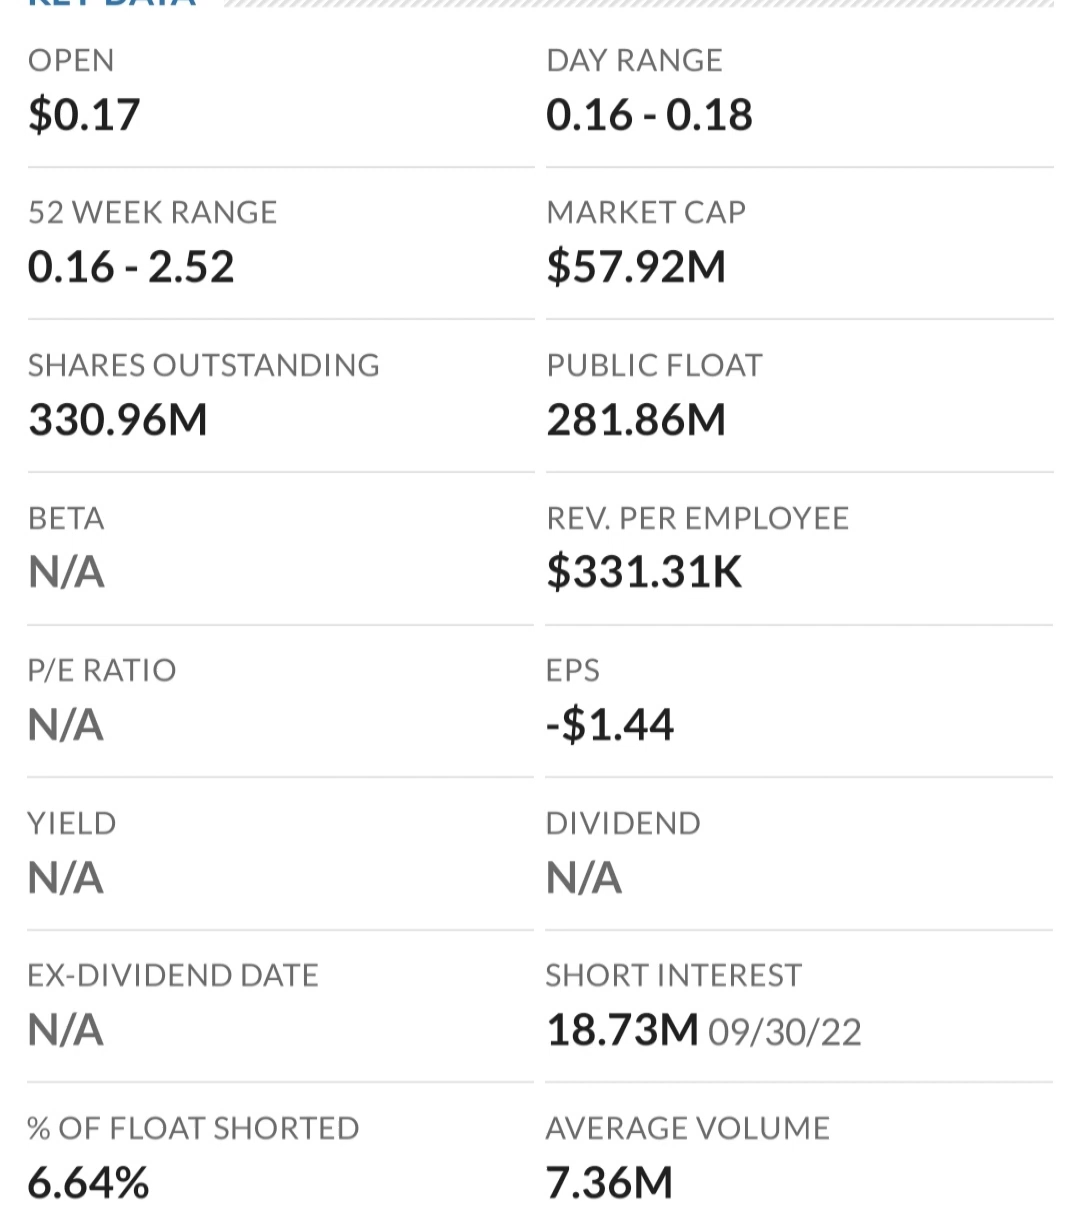 KEY DATA
OPEN
$0.17
DAY RANGE
0.16 - 0.18
52 WEEK RANGE
0.16 - 2.52
MARKET CAP
$57.92M
SHARES OUTSTANDING
330.96M
PUBLIC FLOAT
281.86M
BETA
N/A
REV. PER EMPLOYEE
$331.31K
P/E RATIO
N/A
EPS
-$1.44
YIELD
N/A
DIVIDEND
N/A
EX-DIVIDEND DATE
N/A
SHORT INTEREST
18.73M 09/30/22
% OF FLOAT SHORTED
6.64%
AVERAGE VOLUME
7.36M